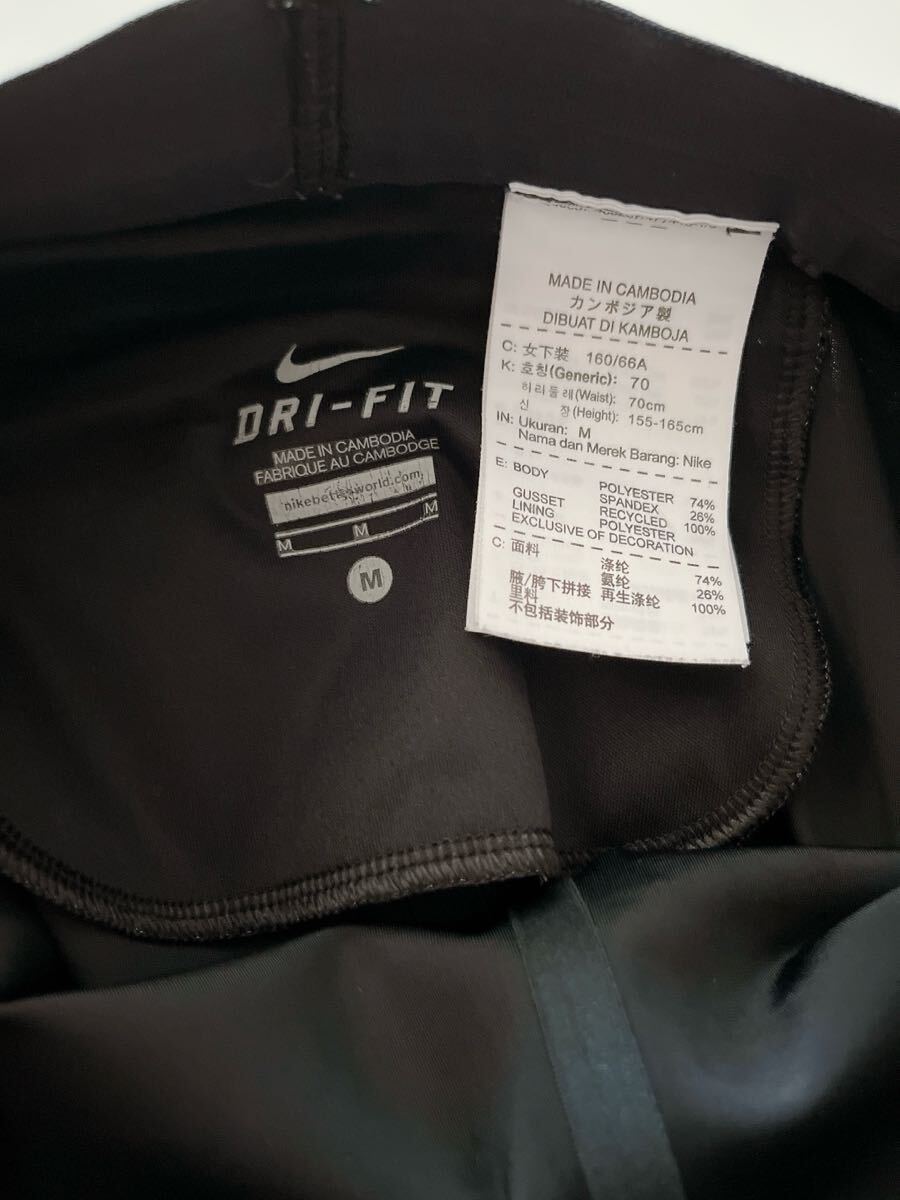 DRI-FIT
MADE IN CAMBODIA
FABRIQUE AU CAMBODGE
nikebetterworld.com
M M M
M
MADE IN CAMBODIA
カンボジア製
DIBUAT DI KAMBOJA
C: 女下装 160/66A
K: 호칭(Generic): 70
허리둘레(Waist): 70cm
신 장(Height): 155-165cm
IN: Ukuran: M
Nama dan Merek Barang: Nike
E: BODY POLYESTER 74%
SPANDEX 26%
GUSSET LINING RECYCLED POLYESTER 100%
EXCLUSIVE OF DECORATION
C: 面料 涤纶 74%
氨纶 26%
腋/胯下拼接里料 再生涤纶 100%
不包括装饰部分